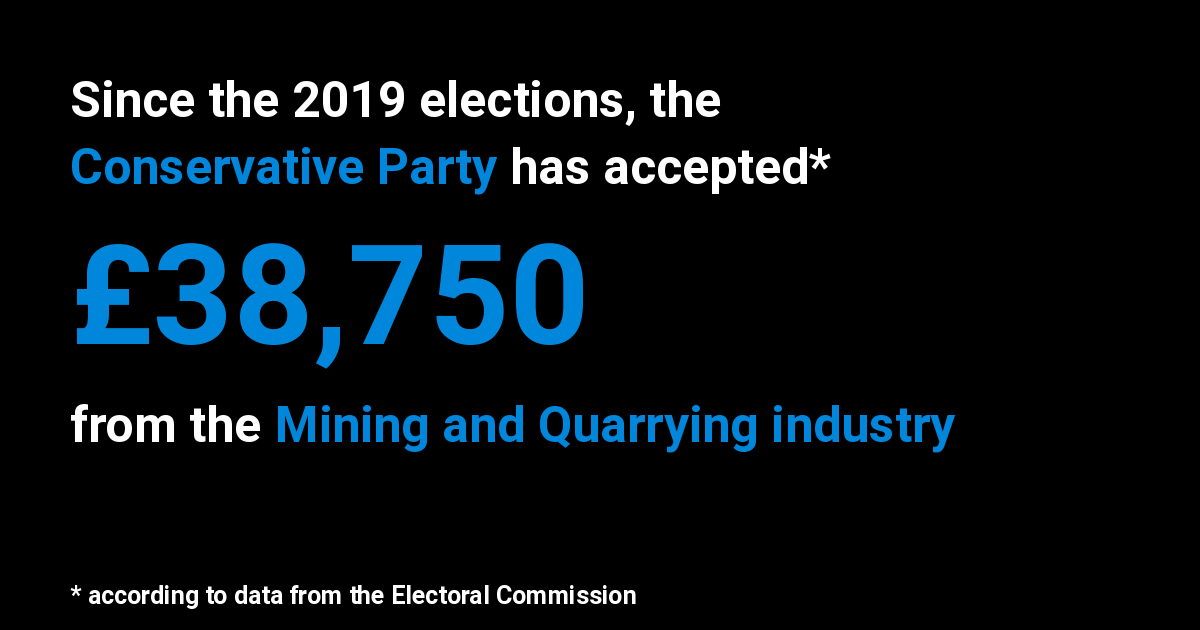 Since the 2019 elections, the
Conservative Party has accepted*
£38,750
from the Mining and Quarrying industry
* according to data from the Electoral Commission